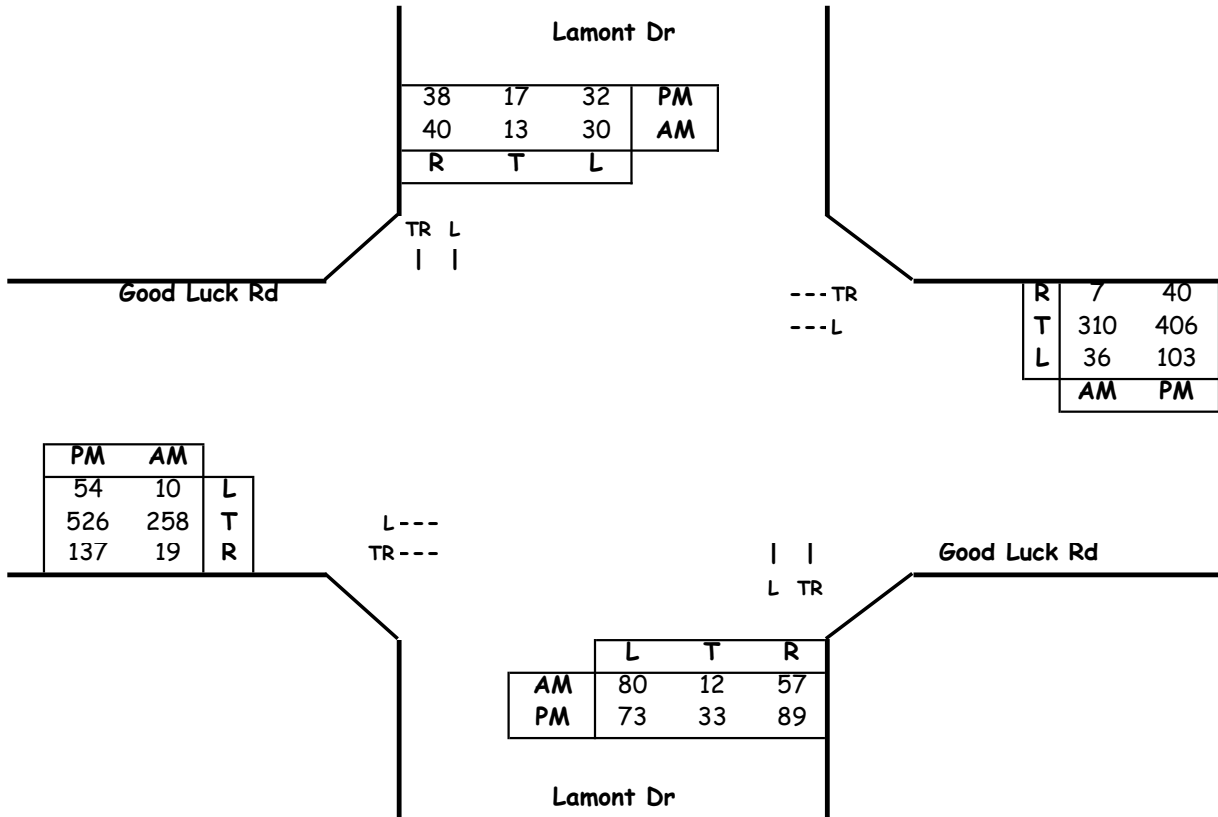 Lamont Dr
38 17 32 PM
40 13 30 AM
R T L
TR L
Good Luck Rd
--- TR
--- L
R 7 40
T 310 406
L 36 103
AM PM
PM AM
54 10 L
526 258 T
137 19 R
L ---
TR ---
Good Luck Rd
L TR
L T R
AM 80 12 57
PM 73 33 89
Lamont Dr